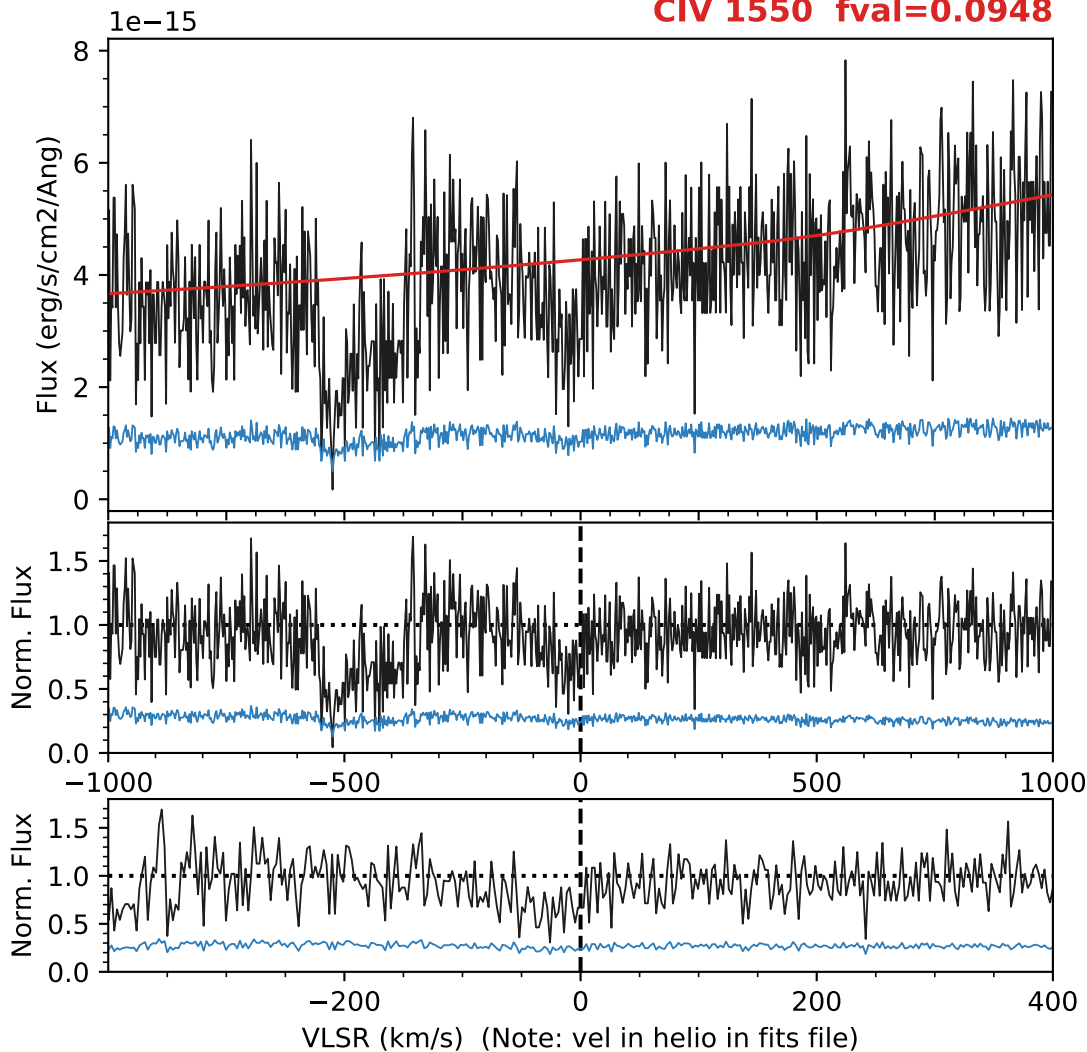 CIV 1550 fval=0.0948
1e−15
8
6
4
2
0
Flux (erg/s/cm2/Ang)
1.5
1.0
0.5
0.0
Norm. Flux
−1000 −500 0 500 1000
1.5
1.0
0.5
0.0
Norm. Flux
−200 0 200 400
VLSR (km/s) (Note: vel in helio in fits file)